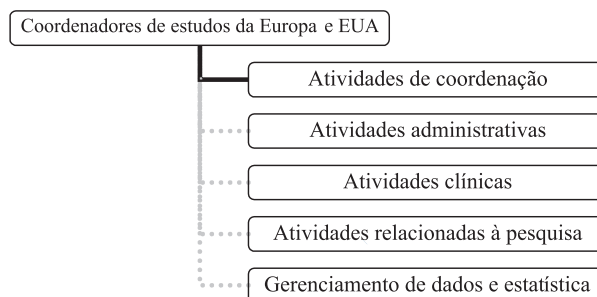 Coordenadores de estudos da Europa e EUA
Atividades de coordenação
Atividades administrativas
Atividades clínicas
Atividades relacionadas à pesquisa
Gerenciamento de dados e estatística